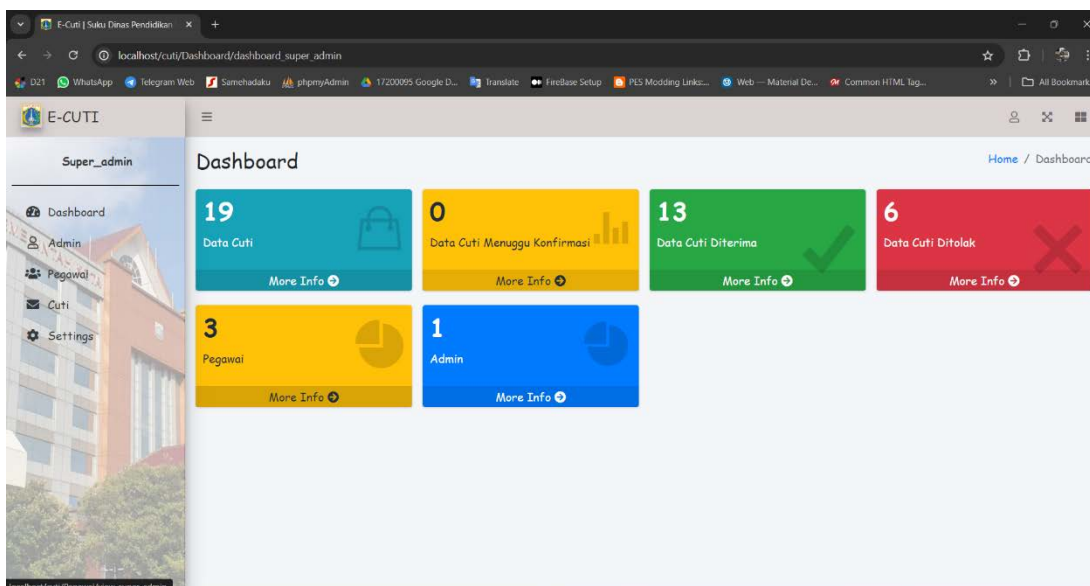 E-Cuti | Suku Dinas Pendidikan
localhost/cuti/Dashboard/dashboard_super_admin
D21 WhatsApp Telegram Web Samehadaku phpmyAdmin 17200095 Google D... Translate FireBase Setup PES Modding Links:... Web — Material De... Common HTML Tag... » All Bookmark
E-CUTI
Super_admin
Dashboard
Admin
Pegawai
Cuti
Settings
Dashboard
Home / Dashboard
19
Data Cuti
More Info
0
Data Cuti Menuggu Konfirmasi
More Info
13
Data Cuti Diterima
More Info
6
Data Cuti Ditolak
More Info
3
Pegawai
More Info
1
Admin
More Info